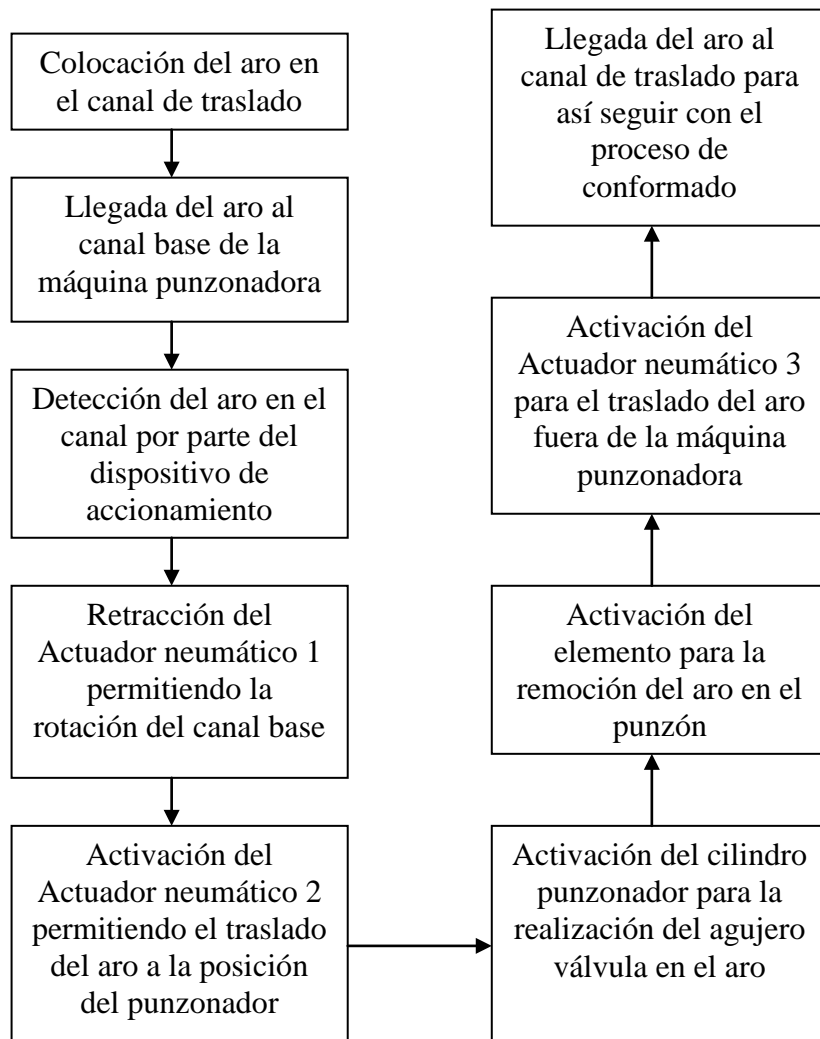 Colocación del aro en
el canal de traslado
Llegada del aro al
canal base de la
máquina punzonadora
Detección del aro en el
canal por parte del
dispositivo de
accionamiento
Retracción del
Actuador neumático 1
permitiendo la
rotación del canal base
Activación del
Actuador neumático 2
permitiendo el traslado
del aro a la posición
del punzonador
Activación del cilindro
punzonador para la
realización del agujero
válvula en el aro
Activación del
elemento para la
remoción del aro en el
punzón
Activación del
Actuador neumático 3
para el traslado del aro
fuera de la máquina
punzonadora
Llegada del aro al
canal de traslado para
así seguir con el
proceso de
conformado